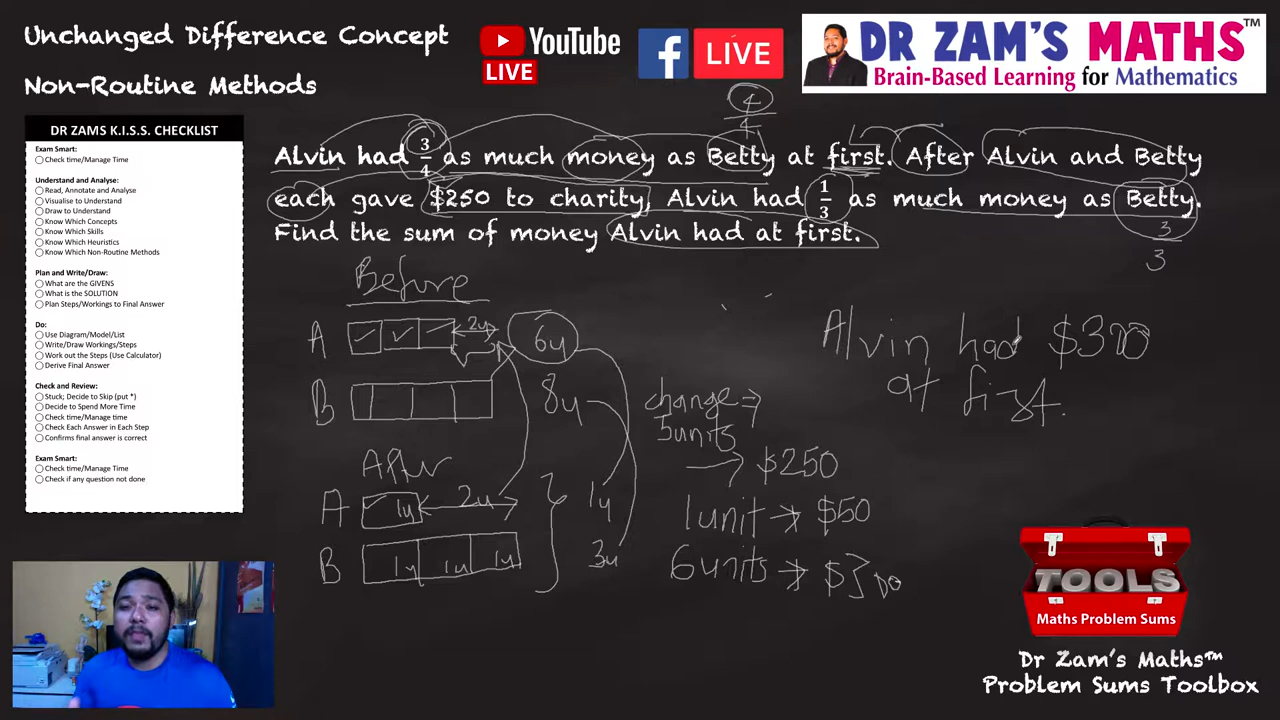 Unchanged Difference Concept
Non-Routine Methods
YouTube
LIVE
f LIVE
DR ZAM'S MATHS™
Brain-Based Learning for Mathematics
DR ZAMS K.I.S.S. CHECKLIST
Exam Smart:
Check time/Manage Time
Understand and Analyse:
Read, Annotate and Analyse
Visualise to Understand
Draw to Understand
Know Which Concepts
Know Which Skills
Know Which Heuristics
Know Which Non-Routine Methods
Plan and Write/Draw:
What are the GIVENS
What is the SOLUTION
Plan Steps/Workings to Final Answer
Do:
Use Diagram/Model/List
Write/Draw Workings/Steps
Work out the Steps (Use Calculator)
Derive Final Answer
Check and Review:
Stuck; Decide to Skip (put *)
Decide to Spend More Time
Check time/Manage time
Check Each Answer in Each Step
Confirms final answer is correct
Exam Smart:
Check time/Manage Time
Check if any question not done
4/4
Alvin had 3/4 as much money as Betty at first. After Alvin and Betty
each gave $250 to charity, Alvin had 1/3 as much money as Betty.
Find the sum of money Alvin had at first.
3/3
Before
A 2u 6u
B 8u
After
A 1u 2u 1u
B 1u 1u 1u 3u
change →
5units
→ $250
1unit → $50
6units → $300
Alvin had $300
at first.
TOOLS
Maths Problem Sums
Dr Zam's Maths™
Problem Sums Toolbox